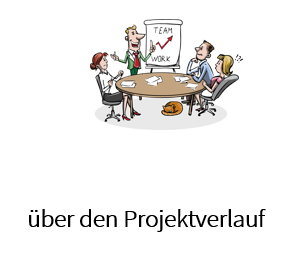 TEAM
WORK
über den Projektverlauf